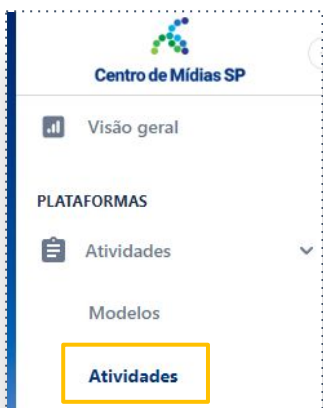 Centro de Mídias SP
Visão geral
PLATAFORMAS
Atividades
Modelos
Atividades